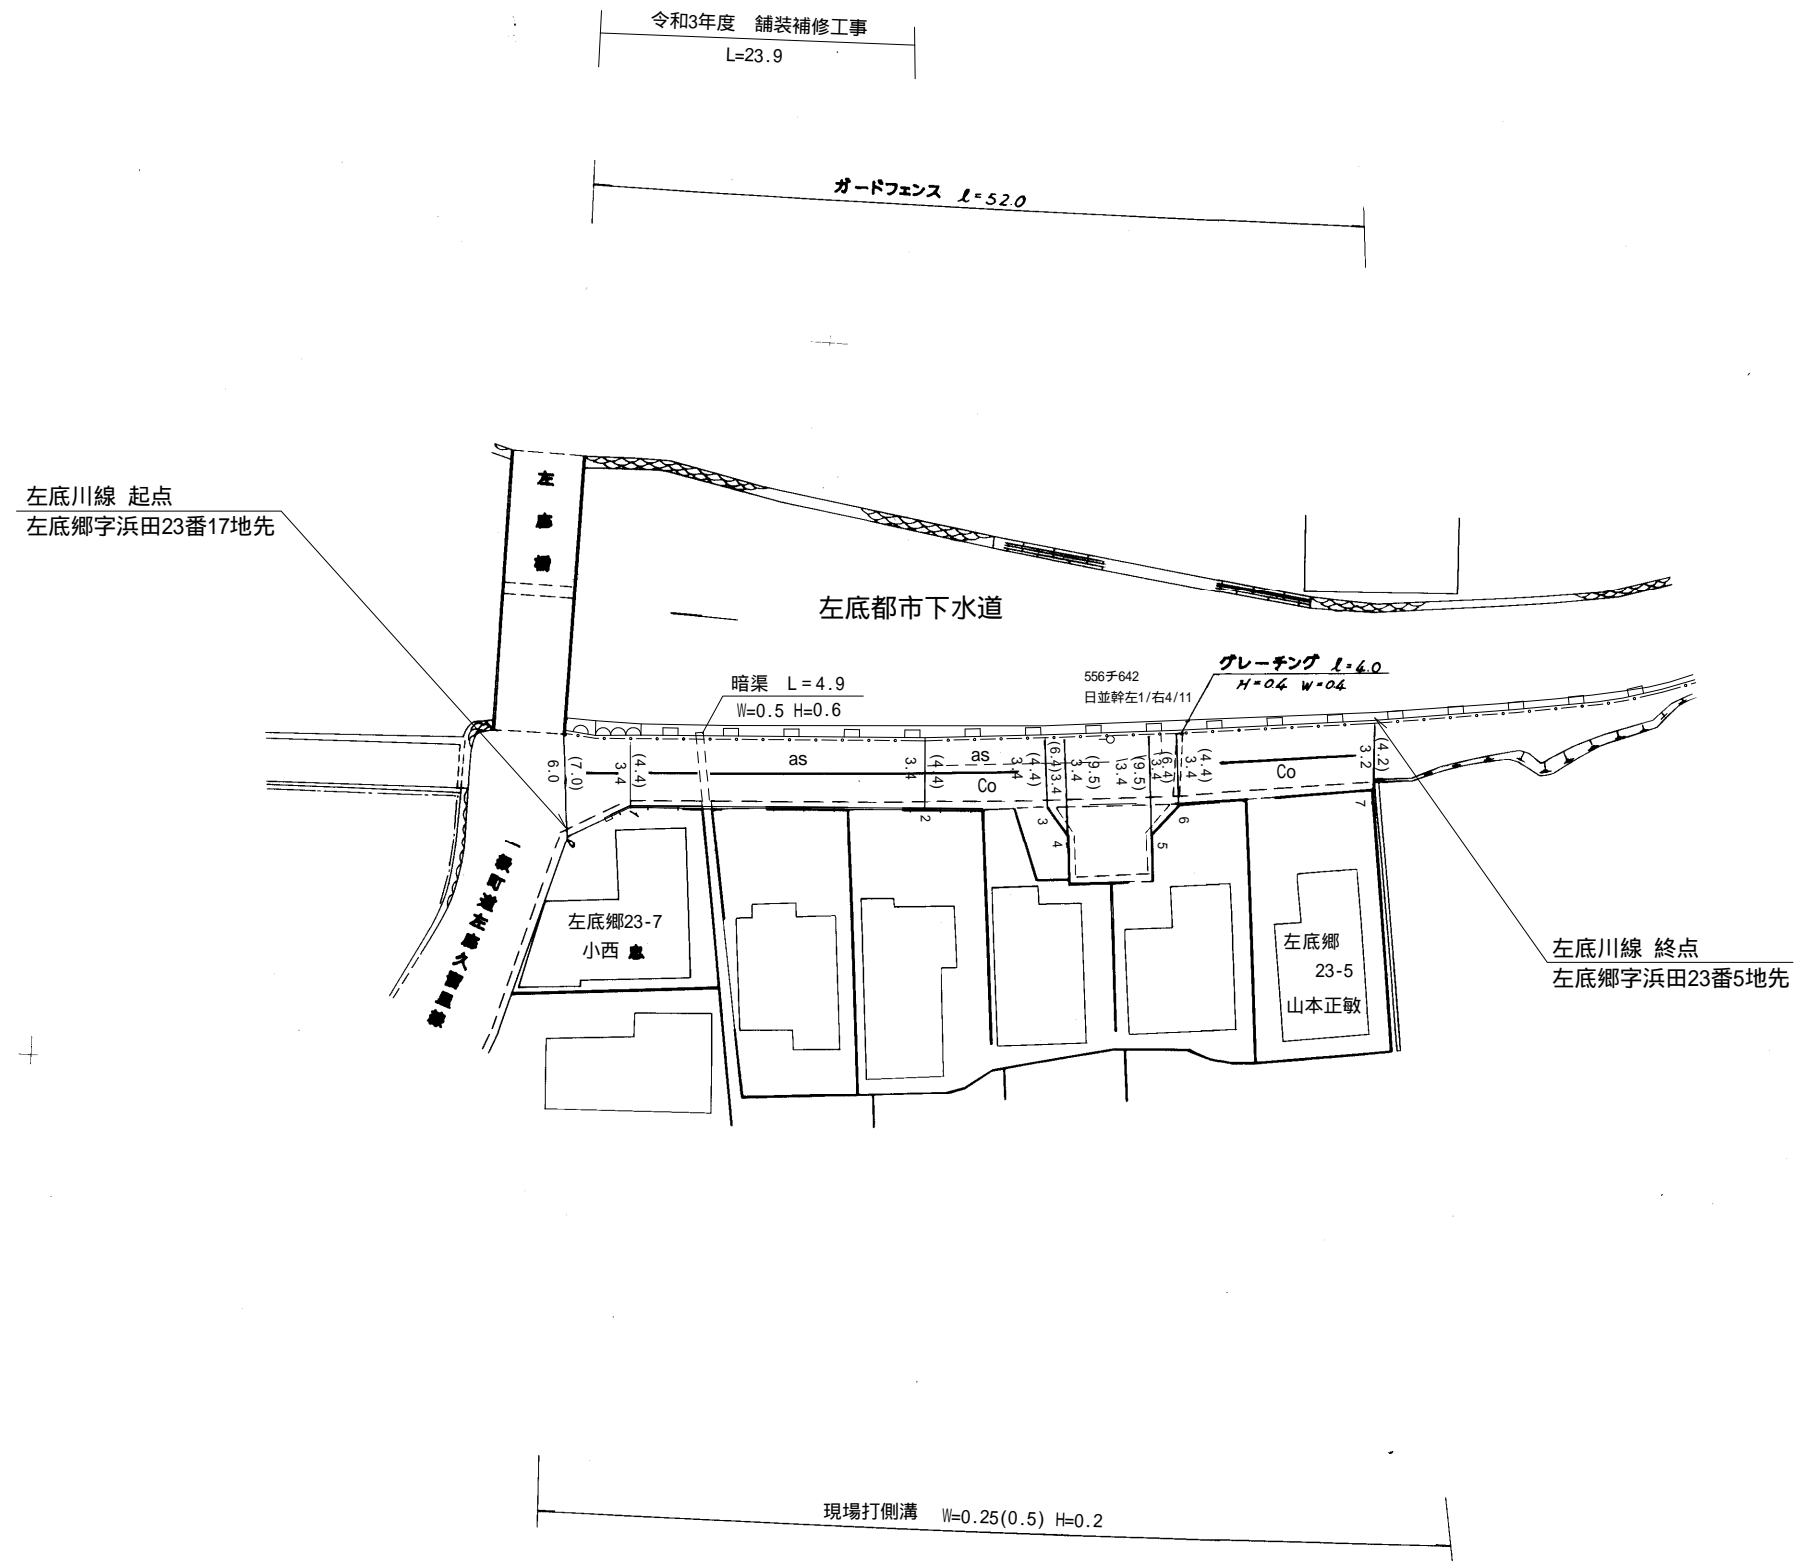 令和3年度 舗装補修工事
L=23.9
ガードフェンス ℓ=52.0
左底橋
左底川線 起点
左底郷字浜田23番17地先
左底都市下水道
暗渠 L=4.9
W=0.5 H=0.6
556チ642
日並幹左1/右4/11
グレーチング ℓ=4.0
H=0.4 W=0.4
6.0
(7.0)
3.4
(4.4)
as
3.4
(4.4)
as
Co
3.4
(4.4)
(6.4)
3.4
3.4
(9.5)
3.4
(9.5)
3.4
(6.4)
3.4
(4.4)
Co
3.2
(4.2)
2
3
4
5
6
7
左底郷23-7
小西
左底郷
23-5
山本正敏
左底川線 終点
左底郷字浜田23番5地先
現場打側溝 W=0.25(0.5) H=0.2